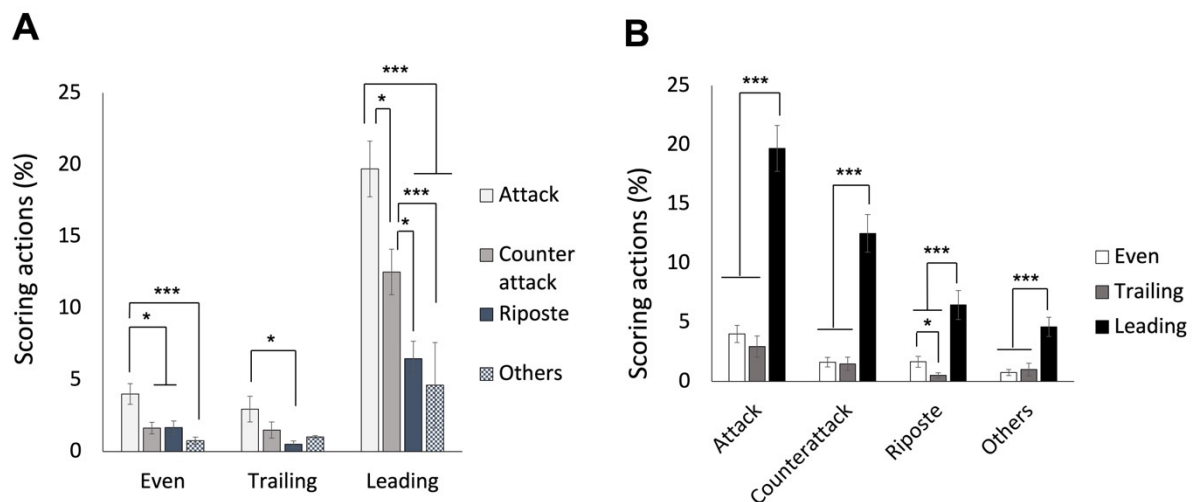 A
Scoring actions (%)
25
20
15
10
5
0
***
*
*
***
*
***
*
***
Even
Trailing
Leading
Attack
Counter
attack
Riposte
Others
B
Scoring actions (%)
25
20
15
10
5
0
***
***
***
*
***
Attack
Counterattack
Riposte
Others
Even
Trailing
Leading